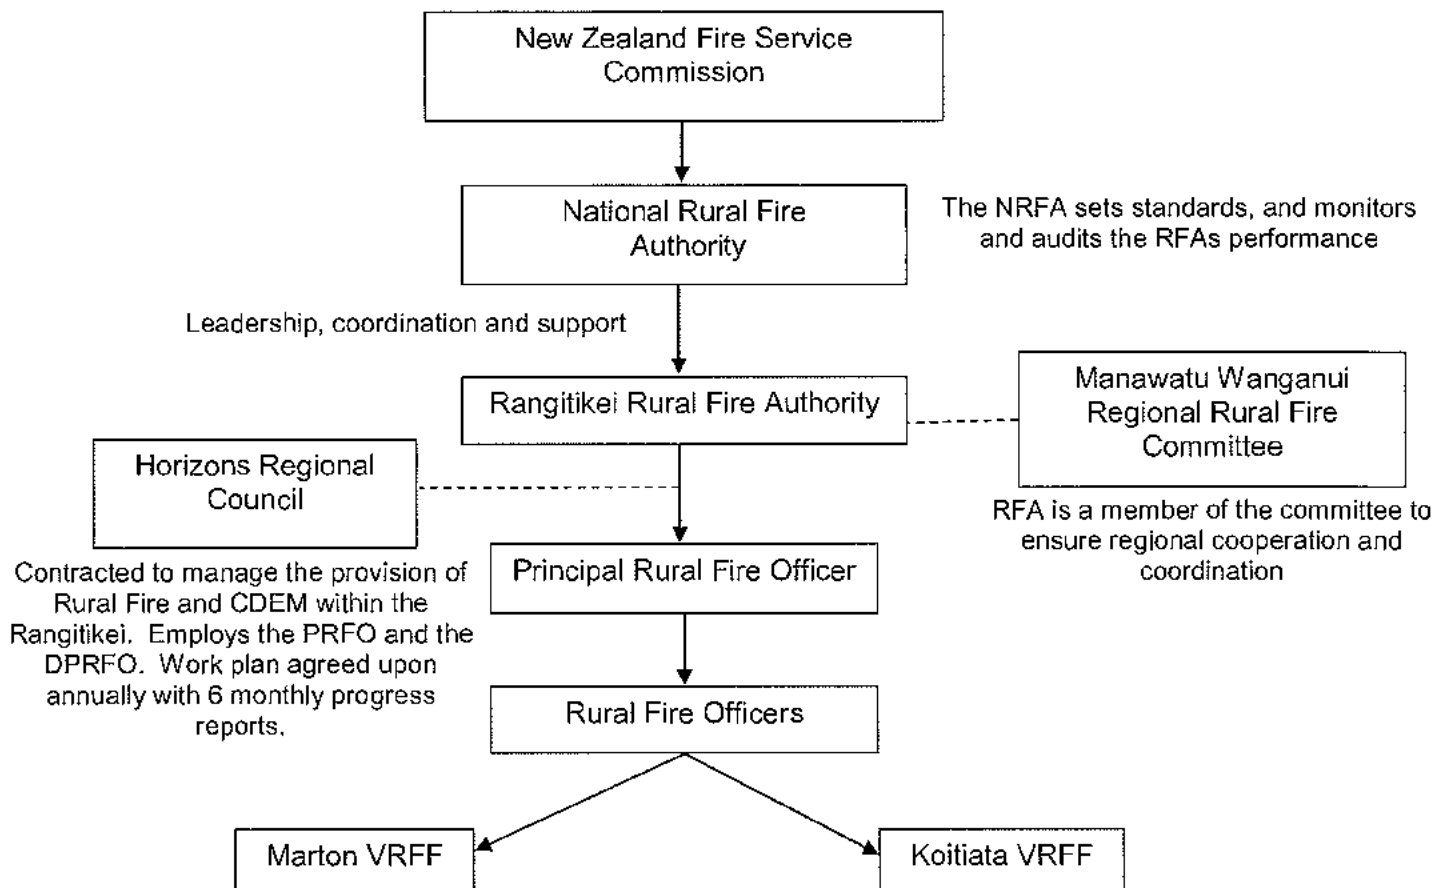 New Zealand Fire Service
Commission
National Rural Fire
Authority
The NRFA sets standards, and monitors
and audits the RFAs performance
Leadership, coordination and support
Rangitikei Rural Fire Authority
Manawatu Wanganui
Regional Rural Fire
Committee
RFA is a member of the committee to
ensure regional cooperation and
coordination
Horizons Regional
Council
Contracted to manage the provision of
Rural Fire and CDEM within the
Rangitikei. Employs the PRFO and the
DPRFO. Work plan agreed upon
annually with 6 monthly progress
reports.
Principal Rural Fire Officer
Rural Fire Officers
Marton VRFF
Koitiata VRFF